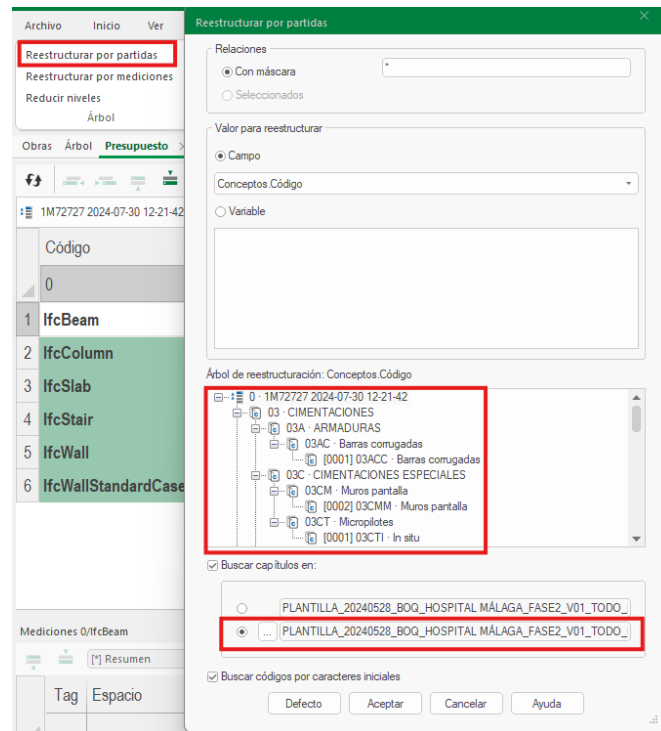 Archivo Inicio Ver
Reestructurar por partidas
Reestructurar por mediciones
Reducir niveles
Árbol
Obras Árbol Presupuesto
1M72727 2024-07-30 12-21-42
Código
0
1 IfcBeam
2 IfcColumn
3 IfcSlab
4 IfcStair
5 IfcWall
6 IfcWallStandardCase
Mediciones 0/IfcBeam
[*] Resumen
Tag Espacio
Reestructurar por partidas
Relaciones
Con máscara
*
Seleccionados
Valor para reestructurar
Campo
Conceptos.Código
Variable
Árbol de reestructuración: Conceptos.Código
0 · 1M72727 2024-07-30 12-21-42
03 · CIMENTACIONES
03A · ARMADURAS
03AC · Barras corrugadas
[0001] 03ACC · Barras corrugadas
03C · CIMENTACIONES ESPECIALES
03CM · Muros pantalla
[0002] 03CMM · Muros pantalla
03CT · Micropilotes
[0001] 03CTI · In situ
Buscar capítulos en:
PLANTILLA_20240528_BOQ_HOSPITAL MÁLAGA_FASE2_V01_TODO_
... PLANTILLA_20240528_BOQ_HOSPITAL MÁLAGA_FASE2_V01_TODO_
Buscar códigos por caracteres iniciales
Defecto Aceptar Cancelar Ayuda